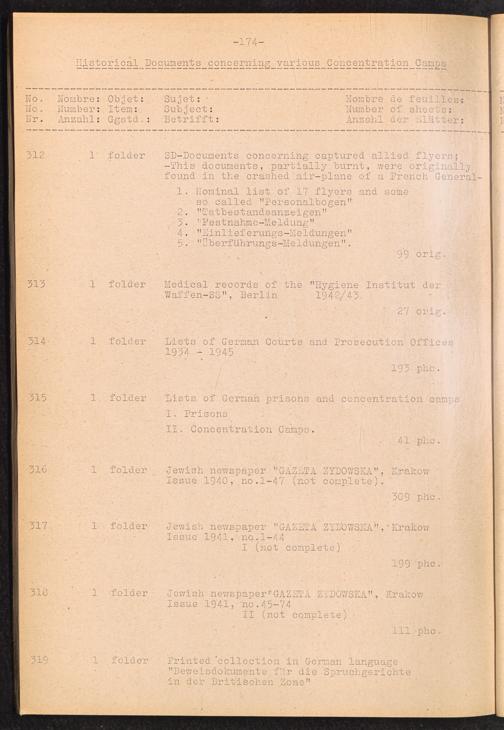 -174-
Historical Documents concerning various Concentration Camps
No. Nombre: Objet: Sujet: Nombre de feuilles:
No. Number: Item: Subject: Number of sheets:
Nr. Anzahl: Ggstd.: Betrifft: Anzahl der Blätter:
312 1 folder SD-Documents concerning captured allied flyers;
-This documents, partially burnt, were originally
found in the crashed air-plane of a French General-
1. Nominal list of 17 flyers and some
so called "Personalbogen"
2. "Tatbestandsanzeigen"
3. "Festnahme-Meldung"
4. "Einlieferungs-Meldungen"
5. "Überführungs-Meldungen".
99 orig.
313 1 folder Medical records of the "Hygiene Institut der
Waffen-SS", Berlin 1942/43
27 orig.
314 1 folder Lists of German Courts and Prosecution Offices
1934 - 1945
193 phc.
315 1 folder Lists of German prisons and concentration camps
I. Prisons
II. Concentration Camps.
41 phc.
316 1 folder Jewish newspaper "GAZETA ZYDOWSKA", Krakow
Issue 1940, no.1-47 (not complete).
309 phc.
317 1 folder Jewish newspaper "GAZETA ZYDOWSKA", Krakow
Issue 1941, no.1-44
I (not complete)
199 phc.
318 1 folder Jewish newspaper"GAZETA ZYDOWSKA", Krakow
Issue 1941, no.45-74
II (not complete)
111 phc.
319 1 folder Printed collection in German language
"Beweisdokumente für die Spruchgerichte
in der Britischen Zone"